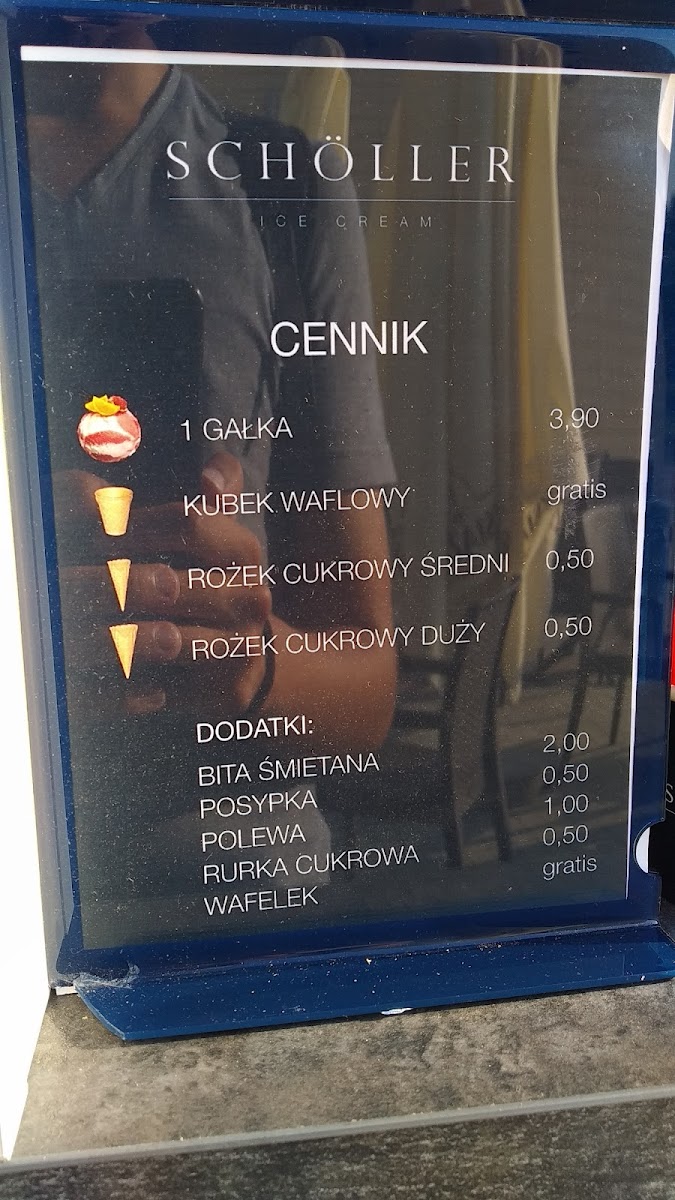 SCHÖLLER
ICE CREAM
CENNIK
1 GAŁKA 3,90
KUBEK WAFLOWY gratis
ROŻEK CUKROWY ŚREDNI 0,50
ROŻEK CUKROWY DUŻY 0,50
DODATKI:
BITA ŚMIETANA 2,00
POSYPKA 0,50
POLEWA 1,00
RURKA CUKROWA 0,50
WAFELEK gratis
S